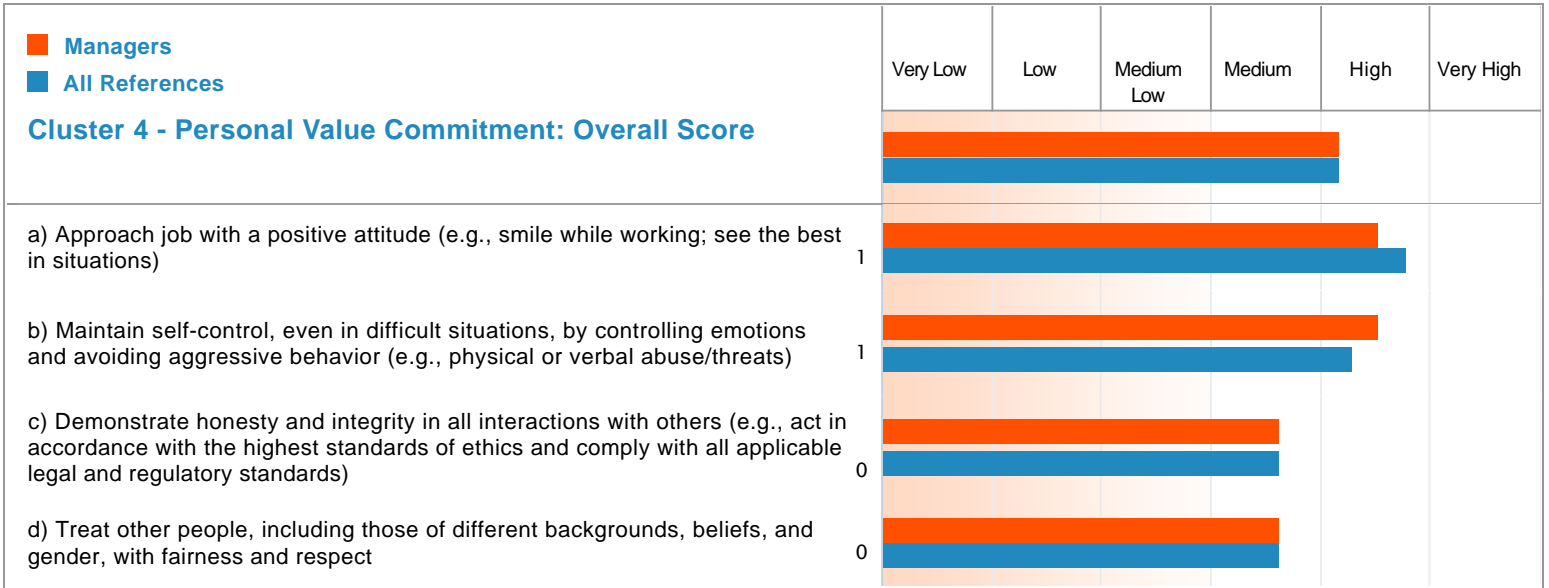 Managers
All References
Very Low
Low
Medium
Low
Medium
High
Very High
Cluster 4 - Personal Value Commitment: Overall Score
a) Approach job with a positive attitude (e.g., smile while working; see the best
in situations)
1
b) Maintain self-control, even in difficult situations, by controlling emotions
and avoiding aggressive behavior (e.g., physical or verbal abuse/threats)
1
c) Demonstrate honesty and integrity in all interactions with others (e.g., act in
accordance with the highest standards of ethics and comply with all applicable
legal and regulatory standards)
0
d) Treat other people, including those of different backgrounds, beliefs, and
gender, with fairness and respect
0